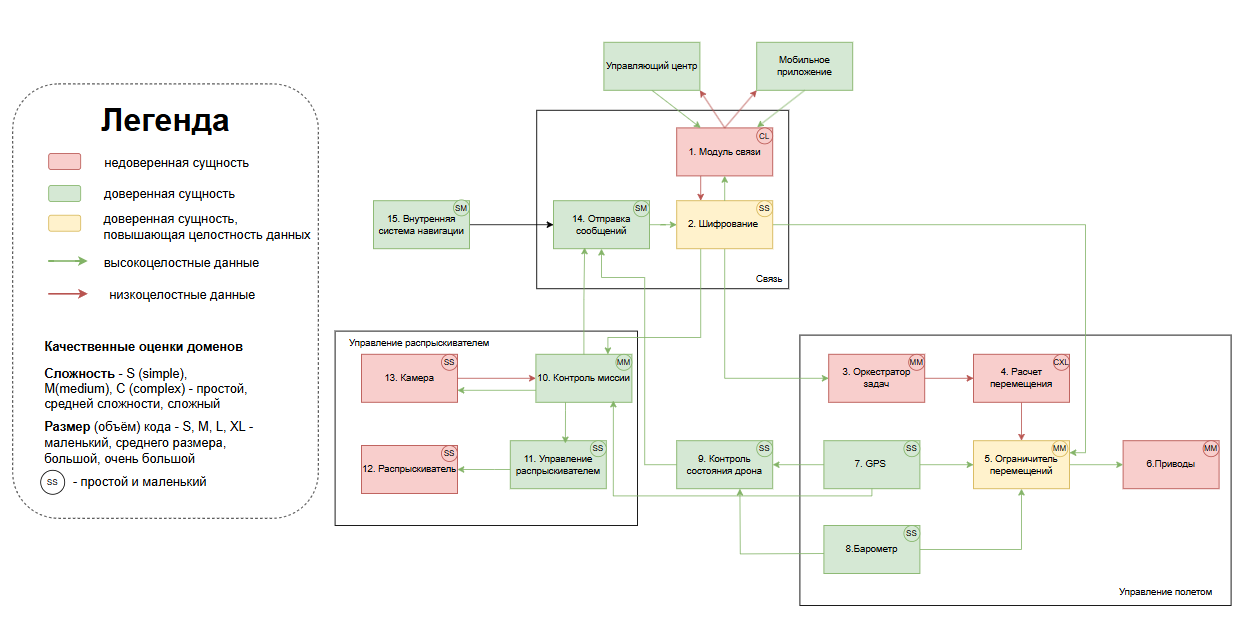 Легенда
недоверенная сущность
доверенная сущность
доверенная сущность,
повышающая целостность данных
высокоцелостные данные
низкоцелостные данные
Качественные оценки доменов
Сложность - S (simple),
M(medium), C (complex) - простой,
средней сложности, сложный
Размер (объём) кода - S, M, L, XL -
маленький, среднего размера,
большой, очень большой
SS - простой и маленький
Управляющий центр
Мобильное
приложение
CL
1. Модуль связи
SM
15. Внутренняя
система навигации
SM
14. Отправка
сообщений
SS
2. Шифрование
Связь
Управление распрыскивателем
SS
13. Камера
MM
10. Контроль миссии
SS
12. Распрыскиватель
SS
11. Управление
распрыскивателем
SS
9. Контроль
состояния дрона
MM
3. Оркестратор
задач
CXL
4. Расчет
перемещения
SS
7. GPS
MM
5. Ограничитель
перемещений
MM
6.Приводы
SS
8.Барометр
Управление полетом